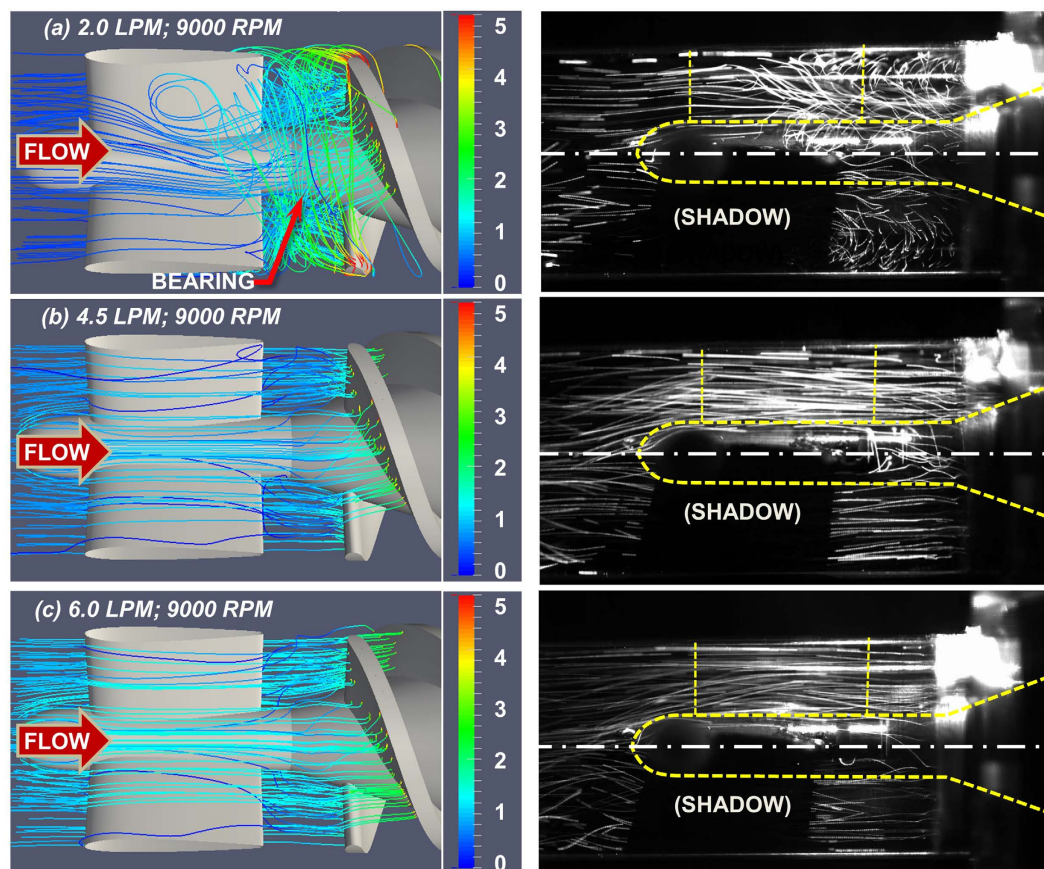 (a) 2.0 LPM; 9000 RPM
5
4
3
2
1
0
FLOW
BEARING
(SHADOW)
(b) 4.5 LPM; 9000 RPM
5
4
3
2
1
0
FLOW
(SHADOW)
(c) 6.0 LPM; 9000 RPM
5
4
3
2
1
0
FLOW
(SHADOW)